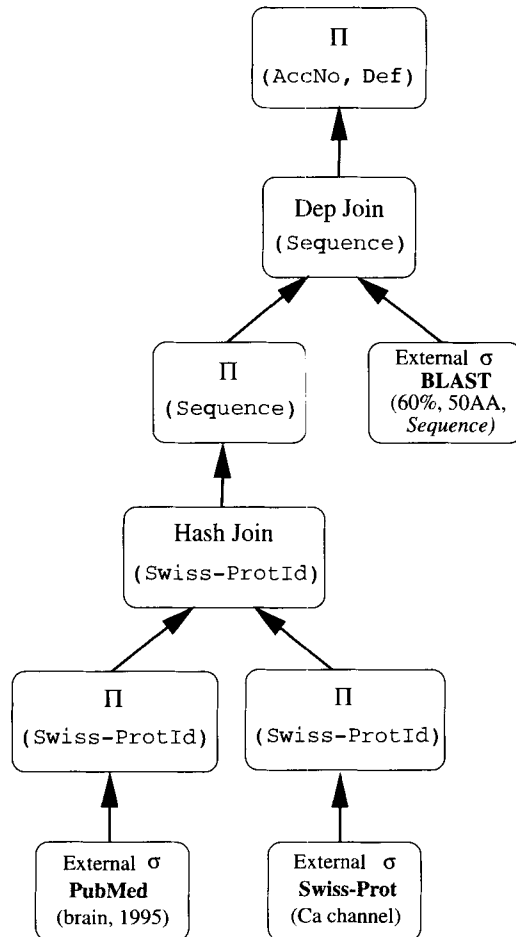 Π
(AccNo, Def)
Dep Join
(Sequence)
Π
(Sequence)
External σ
BLAST
(60%, 50AA,
Sequence)
Hash Join
(Swiss-ProtId)
Π
(Swiss-ProtId)
Π
(Swiss-ProtId)
External σ
PubMed
(brain, 1995)
External σ
Swiss-Prot
(Ca channel)